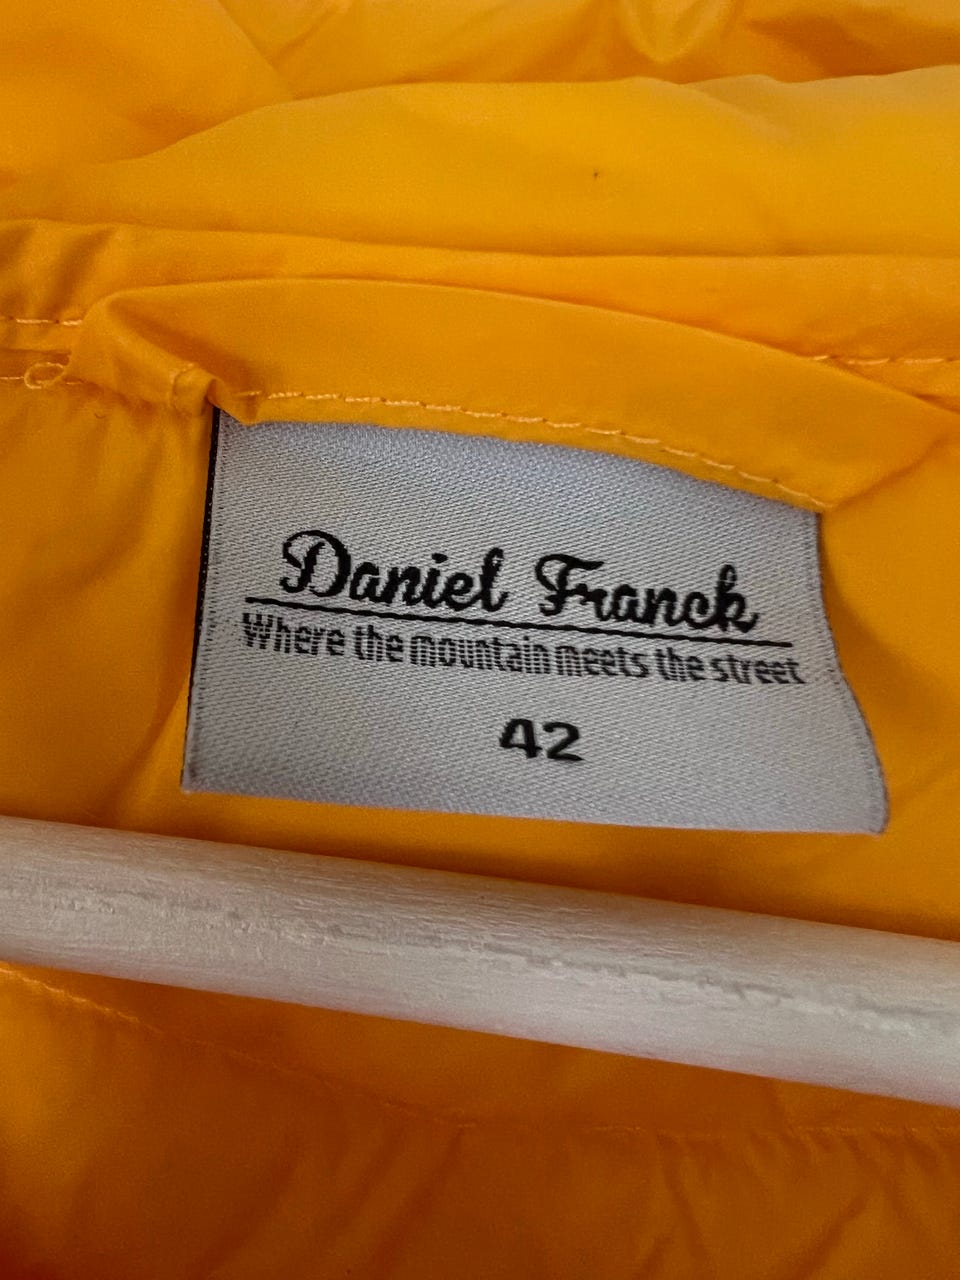 Daniel Franck
Where the mountain meets the street
42